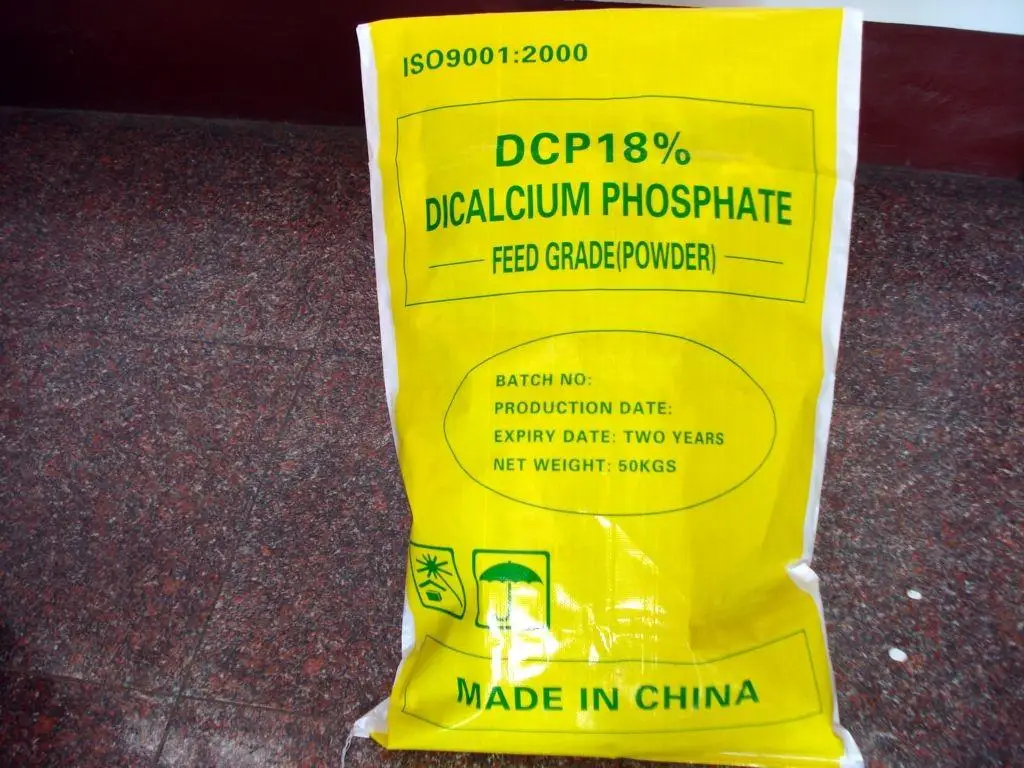 ISO9001:2000
DCP18%
DICALCIUM PHOSPHATE
FEED GRADE(POWDER)
BATCH NO:
PRODUCTION DATE:
EXPIRY DATE: TWO YEARS
NET WEIGHT: 50KGS
MADE IN CHINA